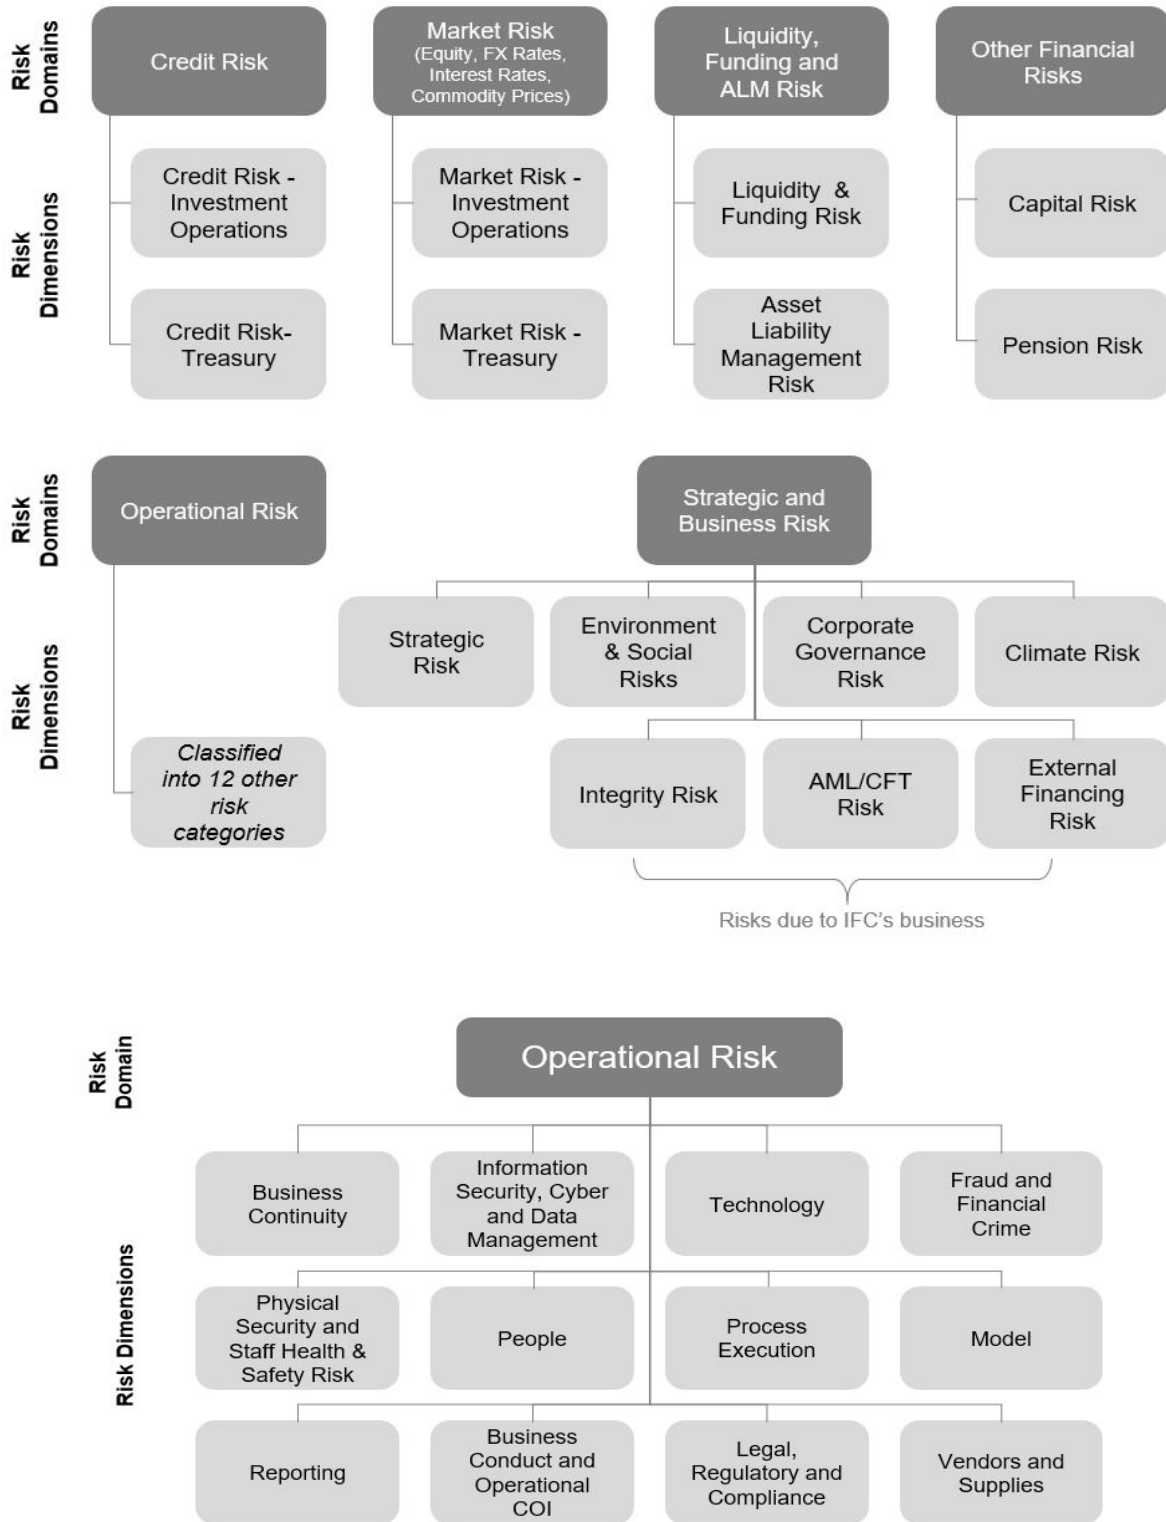 Risk
Domains
Credit Risk
Market Risk
(Equity, FX Rates,
Interest Rates,
Commodity Prices)
Liquidity,
Funding and
ALM Risk
Other Financial
Risks
Risk
Dimensions
Credit Risk -
Investment
Operations
Market Risk -
Investment
Operations
Liquidity &
Funding Risk
Capital Risk
Credit Risk-
Treasury
Market Risk -
Treasury
Asset
Liability
Management
Risk
Pension Risk
Risk
Domains
Operational Risk
Strategic and
Business Risk
Risk
Dimensions
Strategic
Risk
Environment
& Social
Risks
Corporate
Governance
Risk
Climate Risk
Classified
into 12 other
risk
categories
Integrity Risk
AML/CFT
Risk
External
Financing
Risk
Risks due to IFC's business
Risk
Domain
Operational Risk
Risk Dimensions
Business
Continuity
Information
Security, Cyber
and Data
Management
Technology
Fraud and
Financial
Crime
Physical
Security and
Staff Health &
Safety Risk
People
Process
Execution
Model
Reporting
Business
Conduct and
Operational
COI
Legal,
Regulatory and
Compliance
Vendors and
Supplies